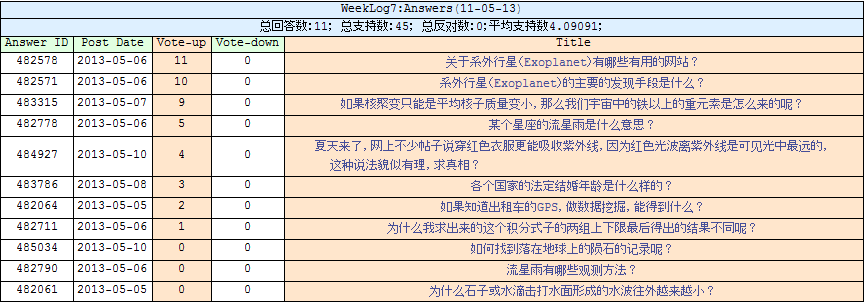 WeekLog7:Answers(11-05-13)
总回答数:11; 总支持数:45; 总反对数:0;平均支持数4.09091;
Answer ID Post Date Vote-up Vote-down Title
482578 2013-05-06 11 0 关于系外行星(Exoplanet)有哪些有用的网站？
482571 2013-05-06 10 0 系外行星(Exoplanet)的主要的发现手段是什么？
483315 2013-05-07 9 0 如果核聚变只能是平均核子质量变小,那么我们宇宙中的铁以上的重元素是怎么来的呢？
482778 2013-05-06 5 0 某个星座的流星雨是什么意思？
484927 2013-05-10 4 0 夏天来了,网上不少帖子说穿红色衣服更能吸收紫外线,因为红色光波离紫外线是可见光中最远的,
这种说法貌似有理,求真相？
483786 2013-05-08 3 0 各个国家的法定结婚年龄是什么样的？
482064 2013-05-05 2 0 如果知道出租车的GPS,做数据挖掘,能得到什么？
482711 2013-05-06 1 0 为什么我求出来的这个积分式子的两组上下限最后得出的结果不同呢？
485034 2013-05-10 0 0 如何找到落在地球上的陨石的记录呢？
482790 2013-05-06 0 0 流星雨有哪些观测方法？
482061 2013-05-05 0 0 为什么石子或水滴击打水面形成的水波往外越来越小？